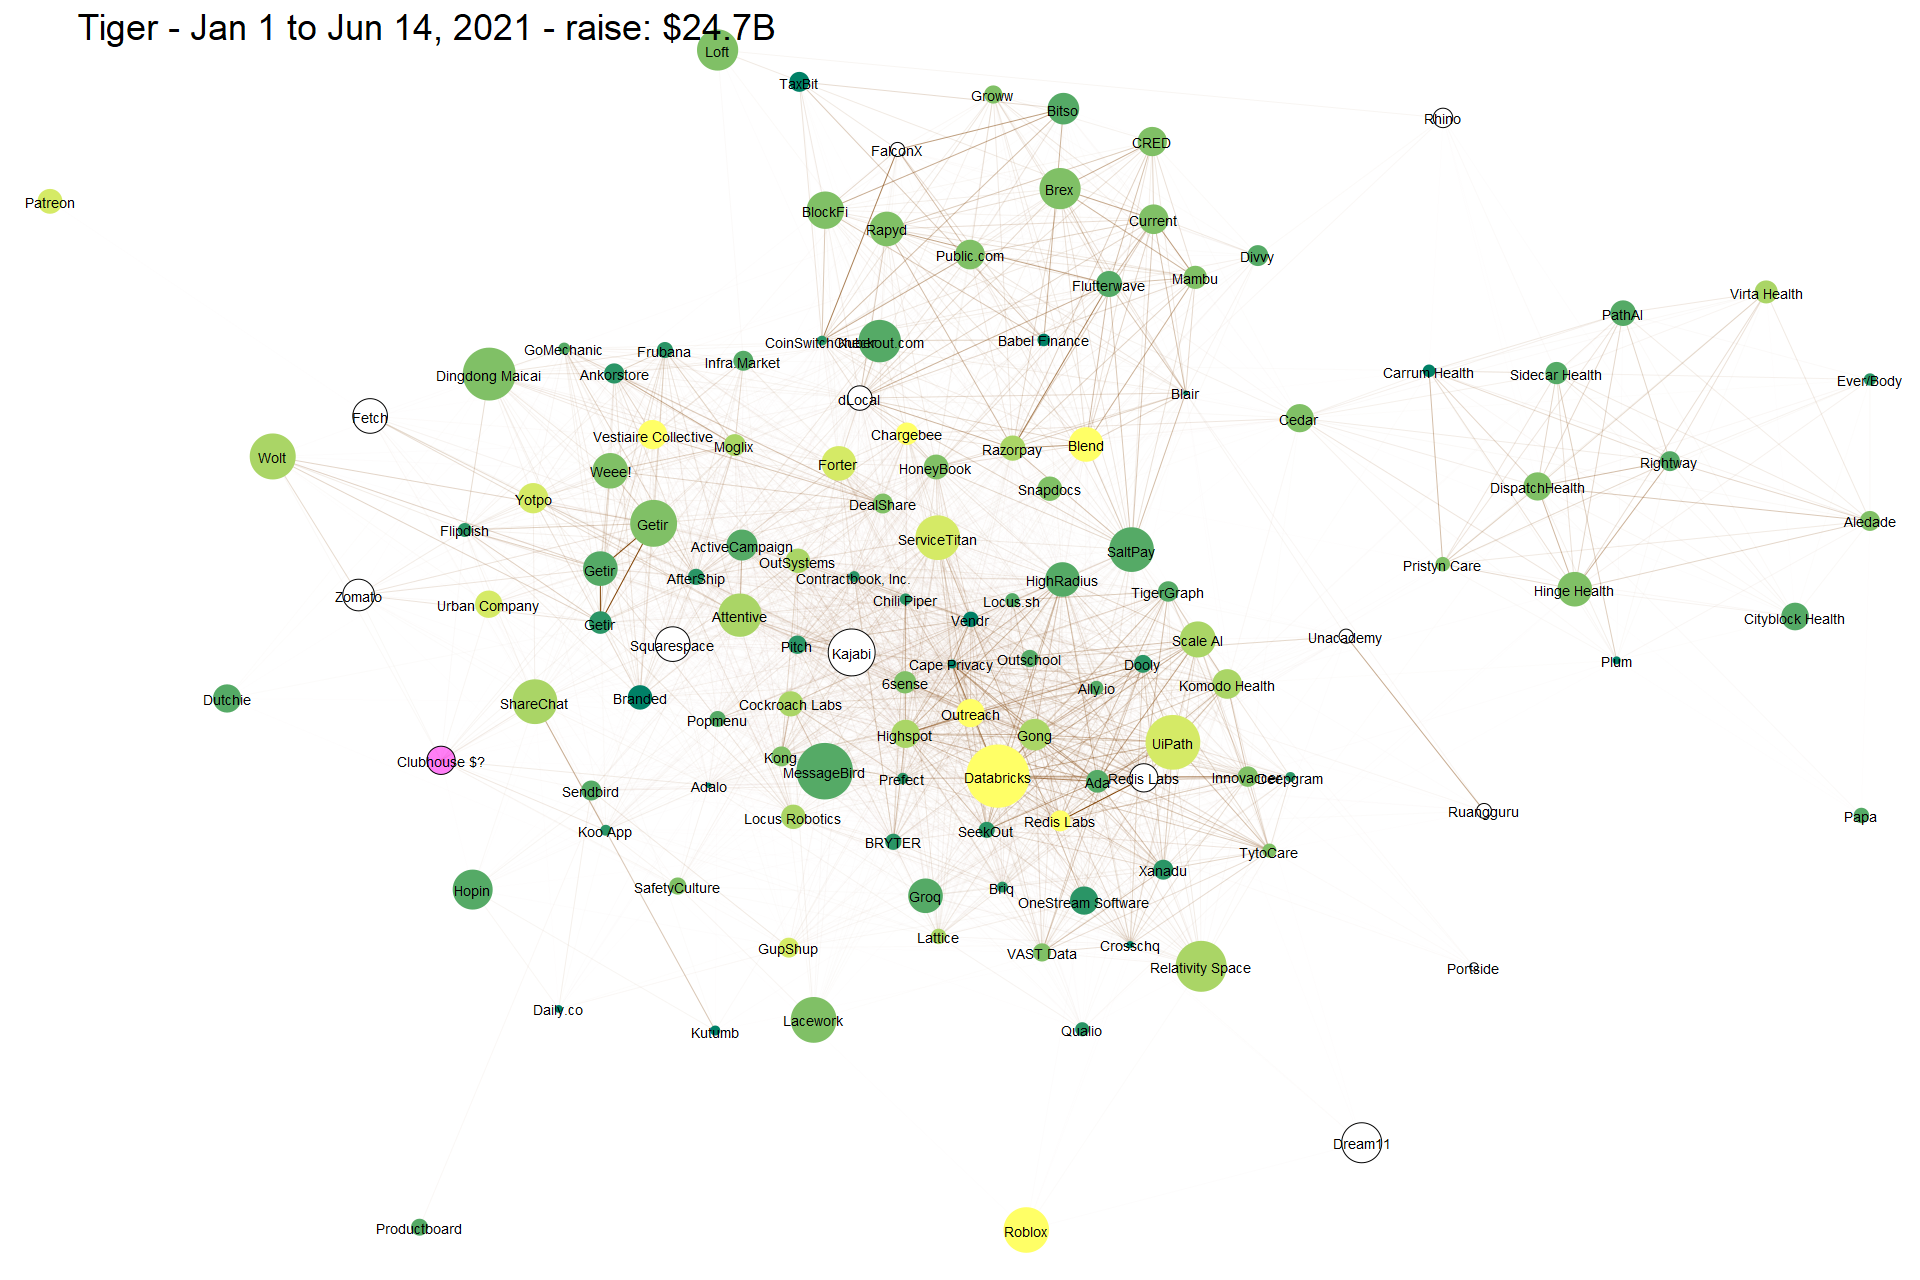 Tiger - Jan 1 to Jun 14, 2021 - raise: $24.7B
Loft
TaxBit
Groww
Bitso
Rhino
CRED
FalconX
Brex
Patreon
BlockFi
Current
Rapyd
Public.com
Divvy
Mambu
Flutterwave
Virta Health
PathAI
CoinSwitch Kuber
Checkout.com
Babel Finance
GoMechanic
Frubana
Infra.Market
Dingdong Maicai
Ankorstore
Carrum Health
Sidecar Health
Ever/Body
Blair
dLocal
Fetch
Cedar
Vestiaire Collective
Chargebee
Moglix
Blend
Razorpay
Wolt
Forter
HoneyBook
Rightway
Weee!
Snapdocs
DispatchHealth
Yotpo
DealShare
Aledade
Getir
Flipdish
ServiceTitan
ActiveCampaign
SaltPay
OutSystems
Getir
AfterShip
Contractbook, Inc.
HighRadius
Pristyn Care
Zomato
TigerGraph
Hinge Health
Chili Piper
Locus.sh
Urban Company
Attentive
Vendr
Cityblock Health
Getir
Unacademy
Scale AI
Squarespace
Pitch
Kajabi
Outschool
Cape Privacy
Dooly
Plum
6sense
Komodo Health
Ally.io
Dutchie
Branded
ShareChat
Cockroach Labs
Outreach
Popmenu
Highspot
Gong
UiPath
Kong
Clubhouse $?
MessageBird
Databricks
Prefect
Ada
Redis Labs
Innovaccer
Deepgram
Adalo
Sendbird
Ruangguru
Papa
Locus Robotics
Redis Labs
Koo App
SeekOut
BRYTER
TytoCare
Xanadu
SafetyCulture
Hopin
Briq
Groq
OneStream Software
Lattice
GupShup
Crosschq
VAST Data
Relativity Space
Portside
Daily.co
Lacework
Kutumb
Qualio
Dream11
Productboard
Roblox